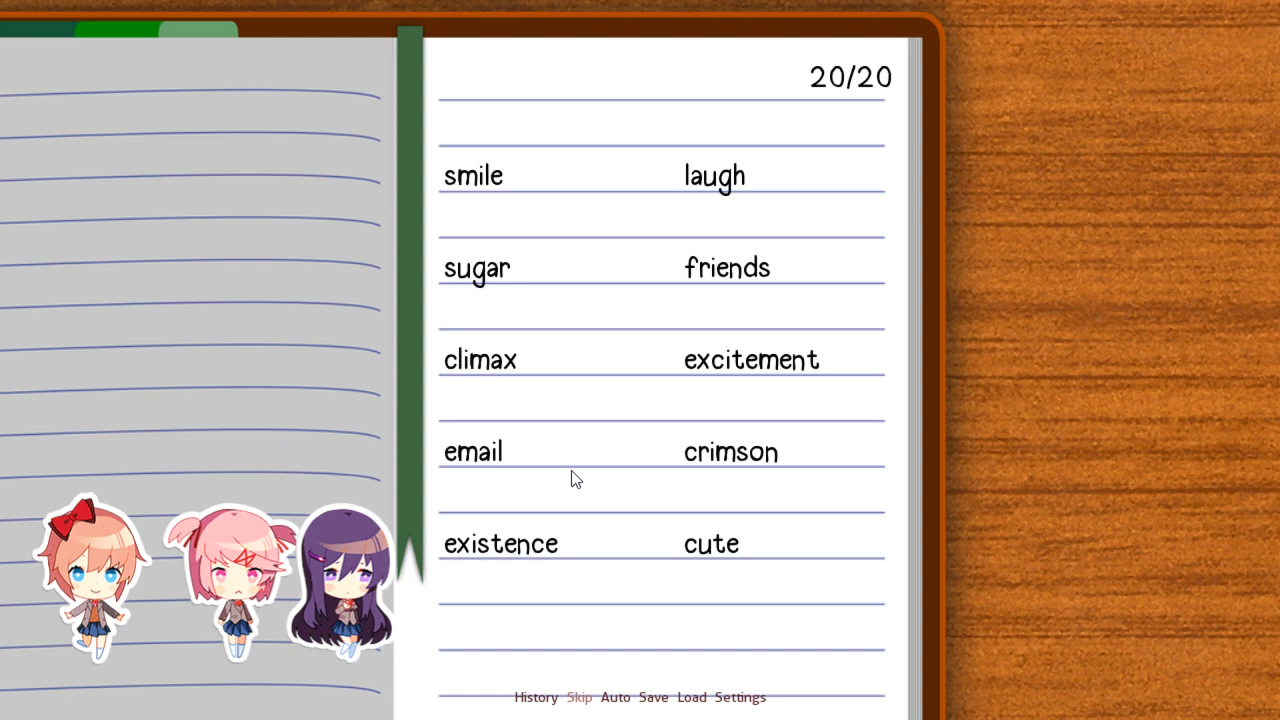 20/20
smile laugh
sugar friends
climax excitement
email crimson
existence cute
History Skip Auto Save Load Settings